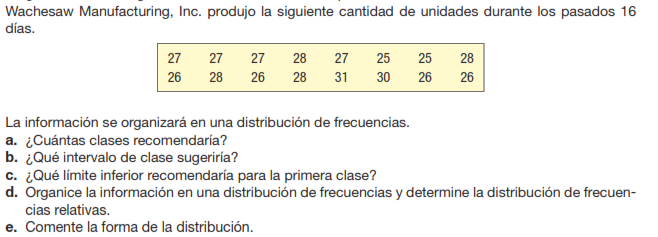 Wachesaw Manufacturing, Inc. produjo la siguiente cantidad de unidades durante los pasados 16
días.
27 27 27 28 27 25 25 28
26 28 26 28 31 30 26 26
La información se organizará en una distribución de frecuencias.
a. ¿Cuántas clases recomendaría?
b. ¿Qué intervalo de clase sugeriría?
c. ¿Qué límite inferior recomendaría para la primera clase?
d. Organice la información en una distribución de frecuencias y determine la distribución de frecuen-
cias relativas.
e. Comente la forma de la distribución.